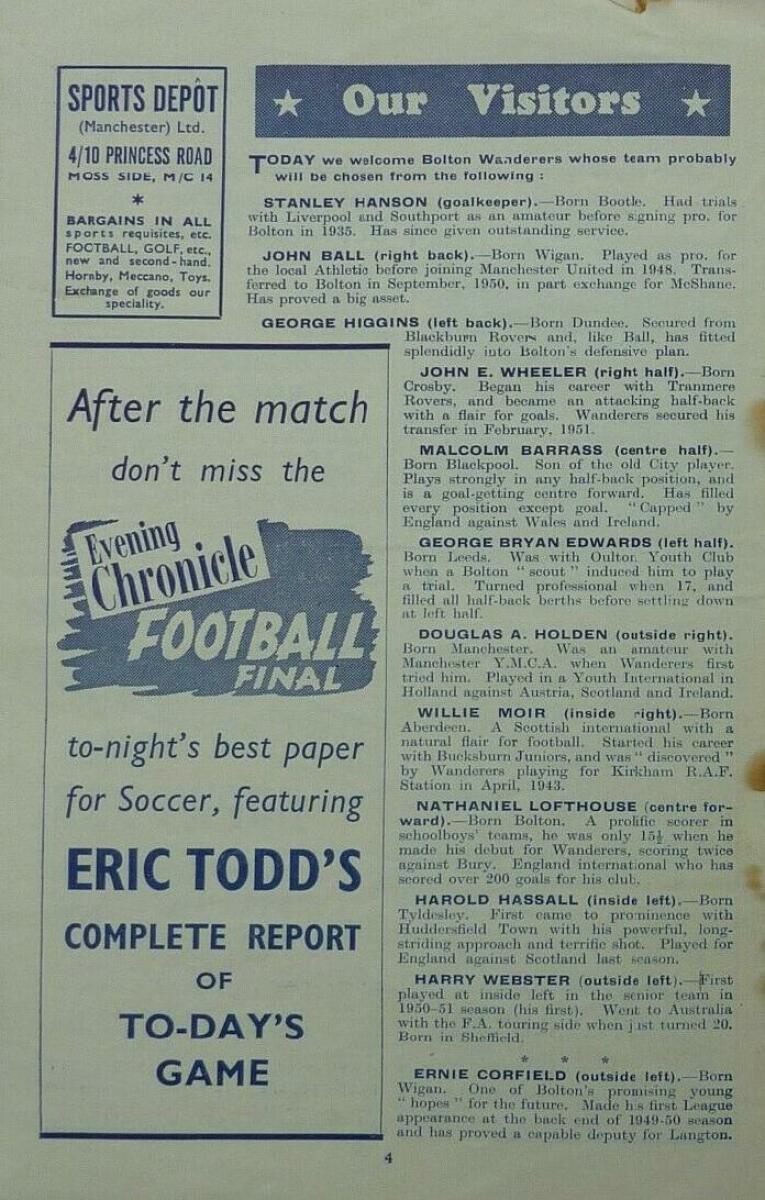 SPORTS DEPÔT
(Manchester) Ltd.
4/10 PRINCESS ROAD
MOSS SIDE, M/C 14
*
BARGAINS IN ALL
sports requisites, etc.
FOOTBALL, GOLF, etc.,
new and second-hand.
Hornby, Meccano, Toys.
Exchange of goods our
speciality.
★ Our Visitors ★
TODAY we welcome Bolton Wanderers whose team probably
will be chosen from the following :
STANLEY HANSON (goalkeeper).—Born Bootle. Had trials
with Liverpool and Southport as an amateur before signing pro. for
Bolton in 1935. Has since given outstanding service.
JOHN BALL (right back).—Born Wigan. Played as pro. for
the local Athletic before joining Manchester United in 1948. Trans-
ferred to Bolton in September, 1950, in part exchange for McShane.
Has proved a big asset.
GEORGE HIGGINS (left back).—Born Dundee. Secured from
Blackburn Rovers and, like Ball, has fitted
splendidly into Bolton's defensive plan.
JOHN E. WHEELER (right half).—Born
Crosby. Began his career with Tranmere
Rovers, and became an attacking half-back
with a flair for goals. Wanderers secured his
transfer in February, 1951.
MALCOLM BARRASS (centre half).—
Born Blackpool. Son of the old City player.
Plays strongly in any half-back position, and
is a goal-getting centre forward. Has filled
every position except goal. "Capped" by
England against Wales and Ireland.
GEORGE BRYAN EDWARDS (left half).
Born Leeds. Was with Oulton Youth Club
when a Bolton "scout" induced him to play
a trial. Turned professional when 17, and
filled all half-back berths before settling down
at left half.
DOUGLAS A. HOLDEN (outside right).
Born Manchester. Was an amateur with
Manchester Y.M.C.A. when Wanderers first
tried him. Played in a Youth International in
Holland against Austria, Scotland and Ireland.
WILLIE MOIR (inside right).—Born
Aberdeen. A Scottish international with a
natural flair for football. Started his career
with Bucksburn Juniors, and was "discovered"
by Wanderers playing for Kirkham R.A.F.
Station in April, 1943.
NATHANIEL LOFTHOUSE (centre for-
ward).—Born Bolton. A prolific scorer in
schoolboys' teams, he was only 15½ when he
made his debut for Wanderers, scoring twice
against Bury. England international who has
scored over 200 goals for his club.
HAROLD HASSALL (inside left).—Born
Tyldesley. First came to prominence with
Huddersfield Town with his powerful, long-
striding approach and terrific shot. Played for
England against Scotland last season.
HARRY WEBSTER (outside left).—First
played at inside left in the senior team in
1950-51 season (his first). Went to Australia
with the F.A. touring side when just turned 20.
Born in Sheffield.
* * *
ERNIE CORFIELD (outside left).—Born
Wigan. One of Bolton's promising young
"hopes" for the future. Made his first League
appearance at the back end of 1949-50 season
and has proved a capable deputy for Langton.
After the match
don't miss the
Evening
Chronicle
FOOTBALL
FINAL
to-night's best paper
for Soccer, featuring
ERIC TODD'S
COMPLETE REPORT
OF
TO-DAY'S
GAME
4